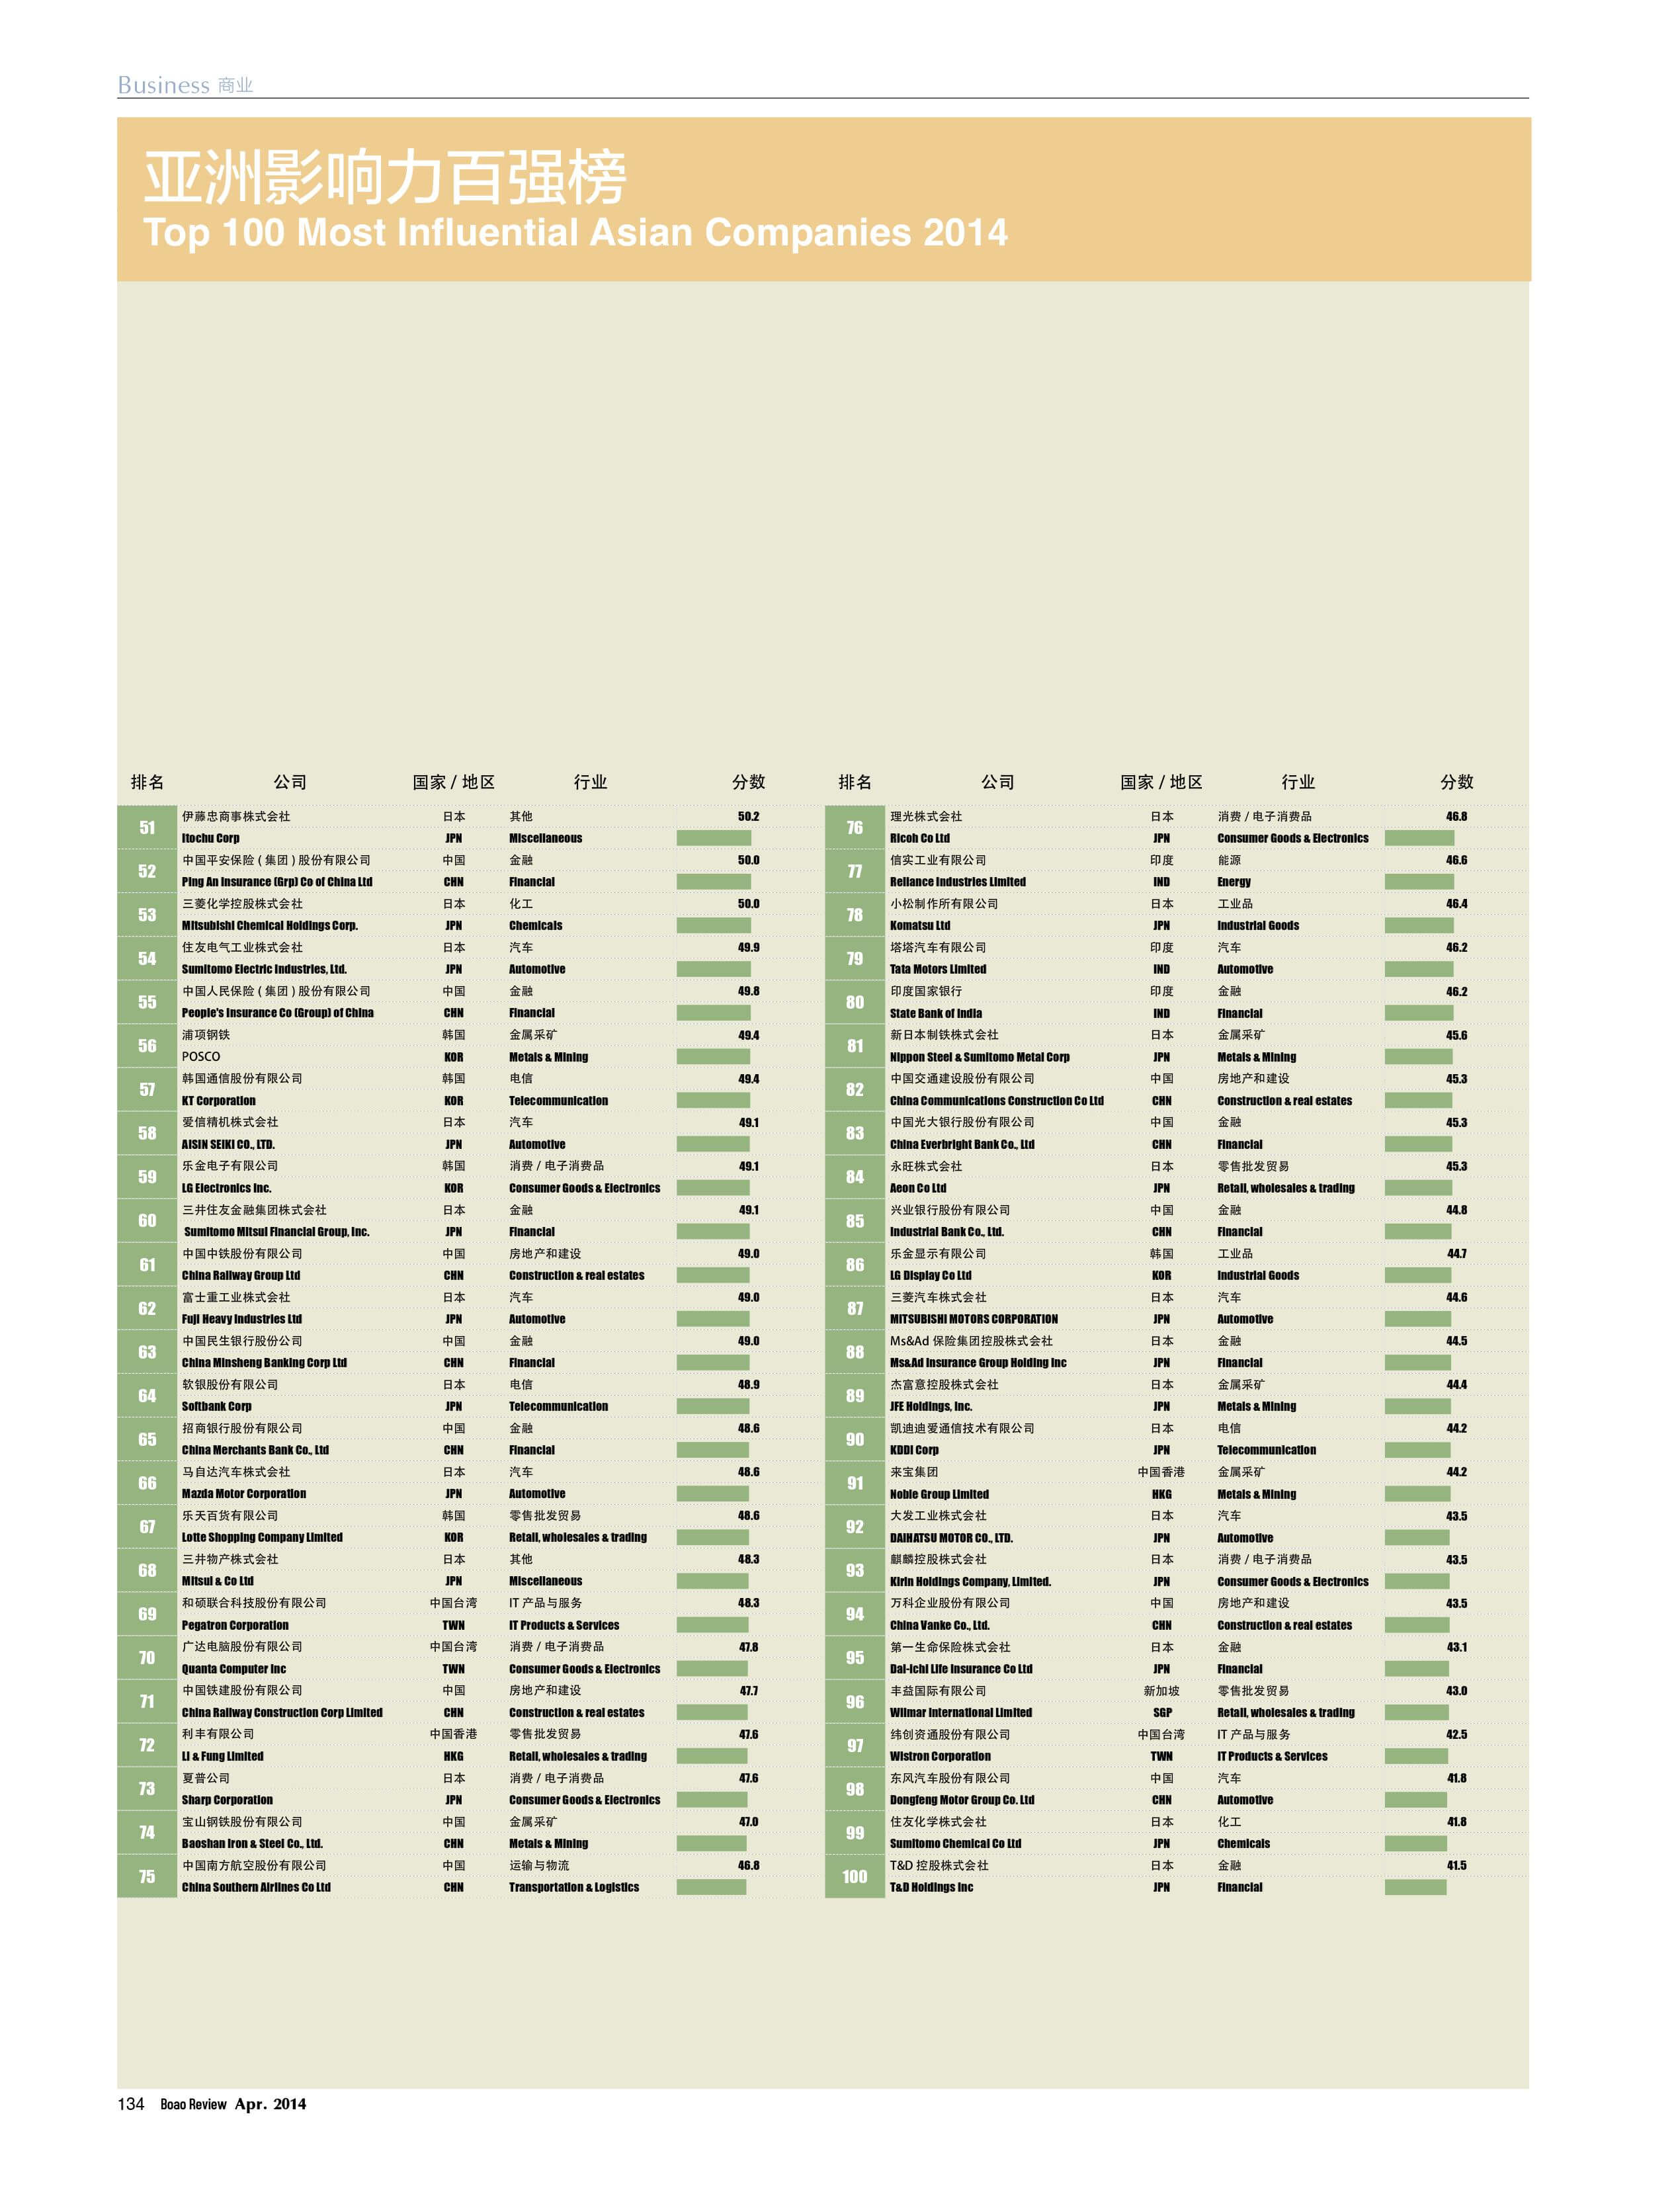 Business 商业
亚洲影响力百强榜
Top 100 Most Influential Asian Companies 2014
排名 公司 国家 / 地区 行业 分数
51 伊藤忠商事株式会社 日本 其他 50.2
Itochu Corp JPN Miscellaneous
52 中国平安保险 ( 集团 ) 股份有限公司 中国 金融 50.0
Ping An Insurance (Grp) Co of China Ltd CHN Financial
53 三菱化学控股株式会社 日本 化工 50.0
Mitsubishi Chemical Holdings Corp. JPN Chemicals
54 住友电气工业株式会社 日本 汽车 49.9
Sumitomo Electric Industries, Ltd. JPN Automotive
55 中国人民保险 ( 集团 ) 股份有限公司 中国 金融 49.8
People's Insurance Co (Group) of China CHN Financial
56 浦项钢铁 韩国 金属采矿 49.4
POSCO KOR Metals & Mining
57 韩国通信股份有限公司 韩国 电信 49.4
KT Corporation KOR Telecommunication
58 爱信精机株式会社 日本 汽车 49.1
AISIN SEIKI CO., LTD. JPN Automotive
59 乐金电子有限公司 韩国 消费 / 电子消费品 49.1
LG Electronics Inc. KOR Consumer Goods & Electronics
60 三井住友金融集团株式会社 日本 金融 49.1
Sumitomo Mitsui Financial Group, Inc. JPN Financial
61 中国中铁股份有限公司 中国 房地产和建设 49.0
China Railway Group Ltd CHN Construction & real estates
62 富士重工业株式会社 日本 汽车 49.0
Fuji Heavy Industries Ltd JPN Automotive
63 中国民生银行股份公司 中国 金融 49.0
China Minsheng Banking Corp Ltd CHN Financial
64 软银股份有限公司 日本 电信 48.9
Softbank Corp JPN Telecommunication
65 招商银行股份有限公司 中国 金融 48.6
China Merchants Bank Co., Ltd CHN Financial
66 马自达汽车株式会社 日本 汽车 48.6
Mazda Motor Corporation JPN Automotive
67 乐天百货有限公司 韩国 零售批发贸易 48.6
Lotte Shopping Company Limited KOR Retail, wholesales & trading
68 三井物产株式会社 日本 其他 48.3
Mitsui & Co Ltd JPN Miscellaneous
69 和硕联合科技股份有限公司 中国台湾 IT 产品与服务 48.3
Pegatron Corporation TWN IT Products & Services
70 广达电脑股份有限公司 中国台湾 消费 / 电子消费品 47.8
Quanta Computer Inc TWN Consumer Goods & Electronics
71 中国铁建股份有限公司 中国 房地产和建设 47.7
China Railway Construction Corp Limited CHN Construction & real estates
72 利丰有限公司 中国香港 零售批发贸易 47.6
Li & Fung Limited HKG Retail, wholesales & trading
73 夏普公司 日本 消费 / 电子消费品 47.6
Sharp Corporation JPN Consumer Goods & Electronics
74 宝山钢铁股份有限公司 中国 金属采矿 47.0
Baoshan Iron & Steel Co., Ltd. CHN Metals & Mining
75 中国南方航空股份有限公司 中国 运输与物流 46.8
China Southern Airlines Co Ltd CHN Transportation & Logistics
排名 公司 国家 / 地区 行业 分数
76 理光株式会社 日本 消费 / 电子消费品 46.8
Ricoh Co Ltd JPN Consumer Goods & Electronics
77 信实工业有限公司 印度 能源 46.6
Reliance Industries Limited IND Energy
78 小松制作所有限公司 日本 工业品 46.4
Komatsu Ltd JPN Industrial Goods
79 塔塔汽车有限公司 印度 汽车 46.2
Tata Motors Limited IND Automotive
80 印度国家银行 印度 金融 46.2
State Bank of India IND Financial
81 新日本制铁株式会社 日本 金属采矿 45.6
Nippon Steel & Sumitomo Metal Corp JPN Metals & Mining
82 中国交通建设股份有限公司 中国 房地产和建设 45.3
China Communications Construction Co Ltd CHN Construction & real estates
83 中国光大银行股份有限公司 中国 金融 45.3
China Everbright Bank Co., Ltd CHN Financial
84 永旺株式会社 日本 零售批发贸易 45.3
Aeon Co Ltd JPN Retail, wholesales & trading
85 兴业银行股份有限公司 中国 金融 44.8
Industrial Bank Co., Ltd. CHN Financial
86 乐金显示有限公司 韩国 工业品 44.7
LG Display Co Ltd KOR Industrial Goods
87 三菱汽车株式会社 日本 汽车 44.6
MITSUBISHI MOTORS CORPORATION JPN Automotive
88 Ms&Ad 保险集团控股株式会社 日本 金融 44.5
Ms&Ad Insurance Group Holding Inc JPN Financial
89 杰富意控股株式会社 日本 金属采矿 44.4
JFE Holdings, Inc. JPN Metals & Mining
90 凯迪迪爱通信技术有限公司 日本 电信 44.2
KDDI Corp JPN Telecommunication
91 来宝集团 中国香港 金属采矿 44.2
Noble Group Limited HKG Metals & Mining
92 大发工业株式会社 日本 汽车 43.5
DAIHATSU MOTOR CO., LTD. JPN Automotive
93 麒麟控股株式会社 日本 消费 / 电子消费品 43.5
Kirin Holdings Company, Limited. JPN Consumer Goods & Electronics
94 万科企业股份有限公司 中国 房地产和建设 43.5
China Vanke Co., Ltd. CHN Construction & real estates
95 第一生命保险株式会社 日本 金融 43.1
Dai-ichi Life Insurance Co Ltd JPN Financial
96 丰益国际有限公司 新加坡 零售批发贸易 43.0
Wilmar International Limited SGP Retail, wholesales & trading
97 纬创资通股份有限公司 中国台湾 IT 产品与服务 42.5
Wistron Corporation TWN IT Products & Services
98 东风汽车股份有限公司 中国 汽车 41.8
Dongfeng Motor Group Co. Ltd CHN Automotive
99 住友化学株式会社 日本 化工 41.8
Sumitomo Chemical Co Ltd JPN Chemicals
100 T&D 控股株式会社 日本 金融 41.5
T&D Holdings Inc JPN Financial
134 Boao Review Apr. 2014